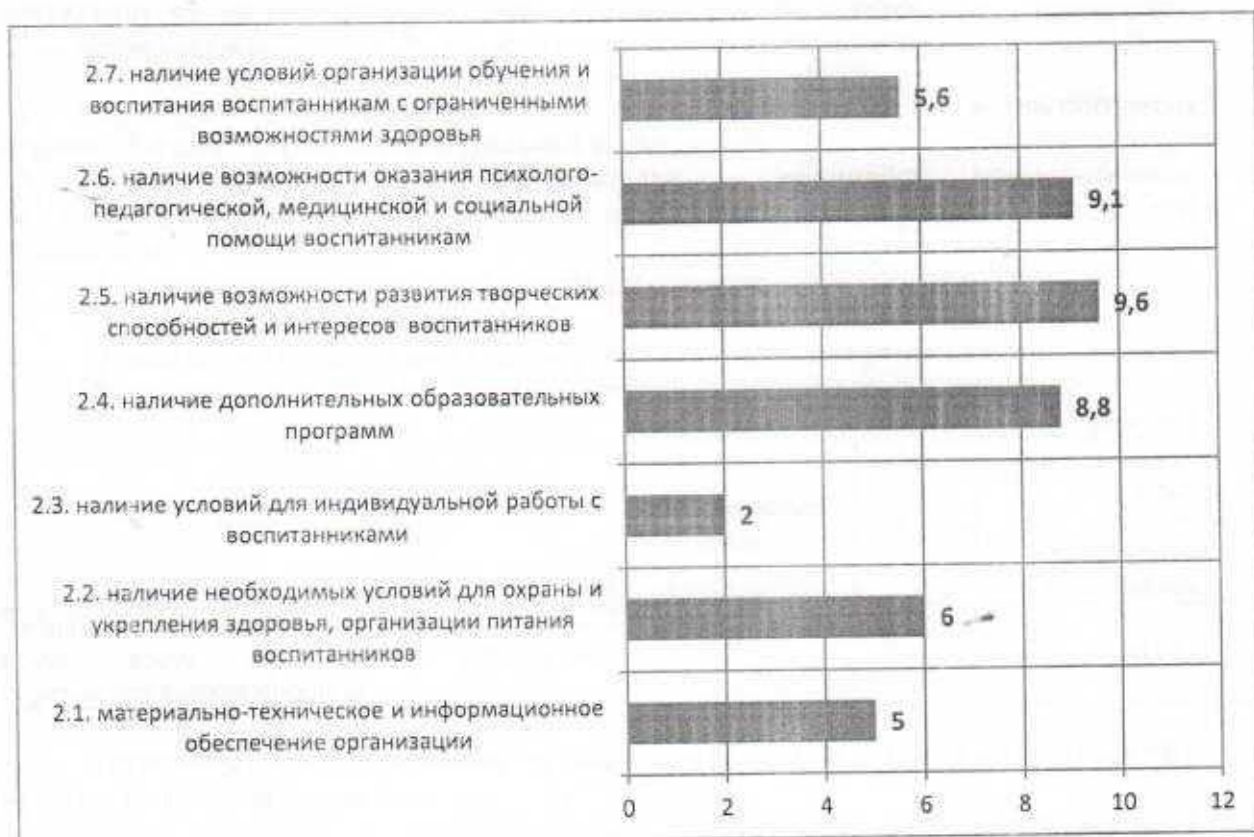 2.7. наличие условий организации обучения и
воспитания воспитанникам с ограниченными
возможностями здоровья
5,6
2.6. наличие возможности оказания психолого-
педагогической, медицинской и социальной
помощи воспитанникам
9,1
2.5. наличие возможности развития творческих
способностей и интересов воспитанников
9,6
2.4. наличие дополнительных образовательных
программ
8,8
2.3. наличие условий для индивидуальной работы с
воспитанниками
2
2.2. наличие необходимых условий для охраны и
укрепления здоровья, организации питания
воспитанников
6
2.1. материально-техническое и информационное
обеспечение организации
5
0 2 4 6 8 10 12